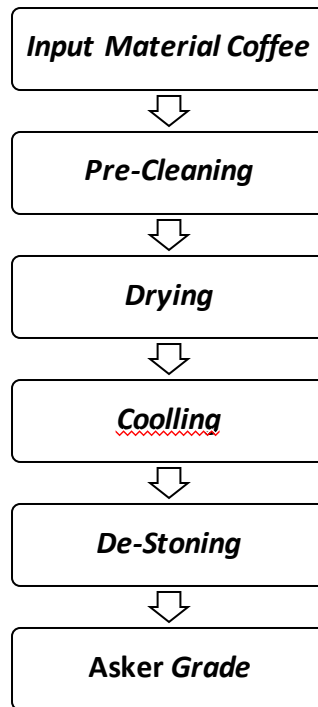 Input Material Coffee
Pre-Cleaning
Drying
Coolling
De-Stoning
Asker Grade